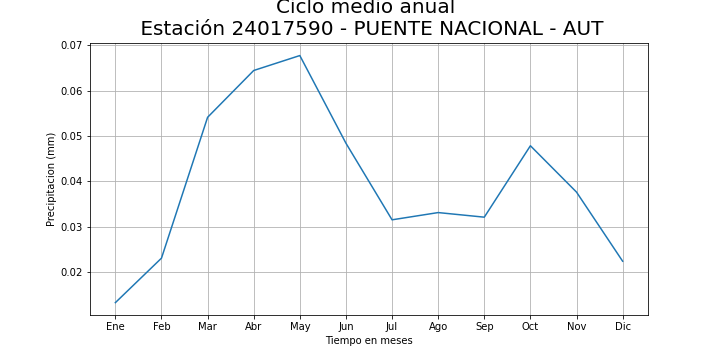 Ciclo medio anual
Estación 24017590 - PUENTE NACIONAL - AUT
0.07
0.06
0.05
0.04
0.03
0.02
Precipitacion (mm)
Ene Feb Mar Abr May Jun Jul Ago Sep Oct Nov Dic
Tiempo en meses